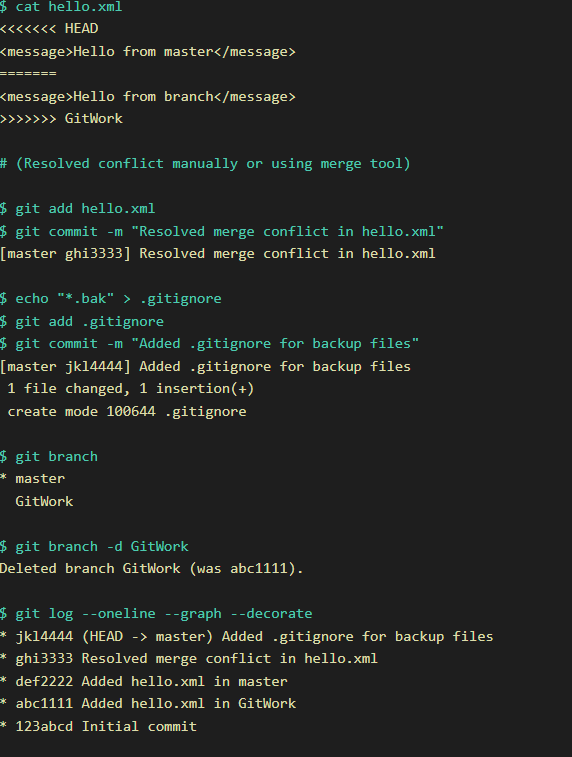 $ cat hello.xml
<<<<<<< HEAD
<message>Hello from master</message>
=======
<message>Hello from branch</message>
>>>>>>> GitWork
# (Resolved conflict manually or using merge tool)
$ git add hello.xml
$ git commit -m "Resolved merge conflict in hello.xml"
[master ghi3333] Resolved merge conflict in hello.xml
$ echo "*.bak" > .gitignore
$ git add .gitignore
$ git commit -m "Added .gitignore for backup files"
[master jkl4444] Added .gitignore for backup files
 1 file changed, 1 insertion(+)
 create mode 100644 .gitignore
$ git branch
* master
  GitWork
$ git branch -d GitWork
Deleted branch GitWork (was abc1111).
$ git log --oneline --graph --decorate
* jkl4444 (HEAD -> master) Added .gitignore for backup files
* ghi3333 Resolved merge conflict in hello.xml
* def2222 Added hello.xml in master
* abc1111 Added hello.xml in GitWork
* 123abcd Initial commit